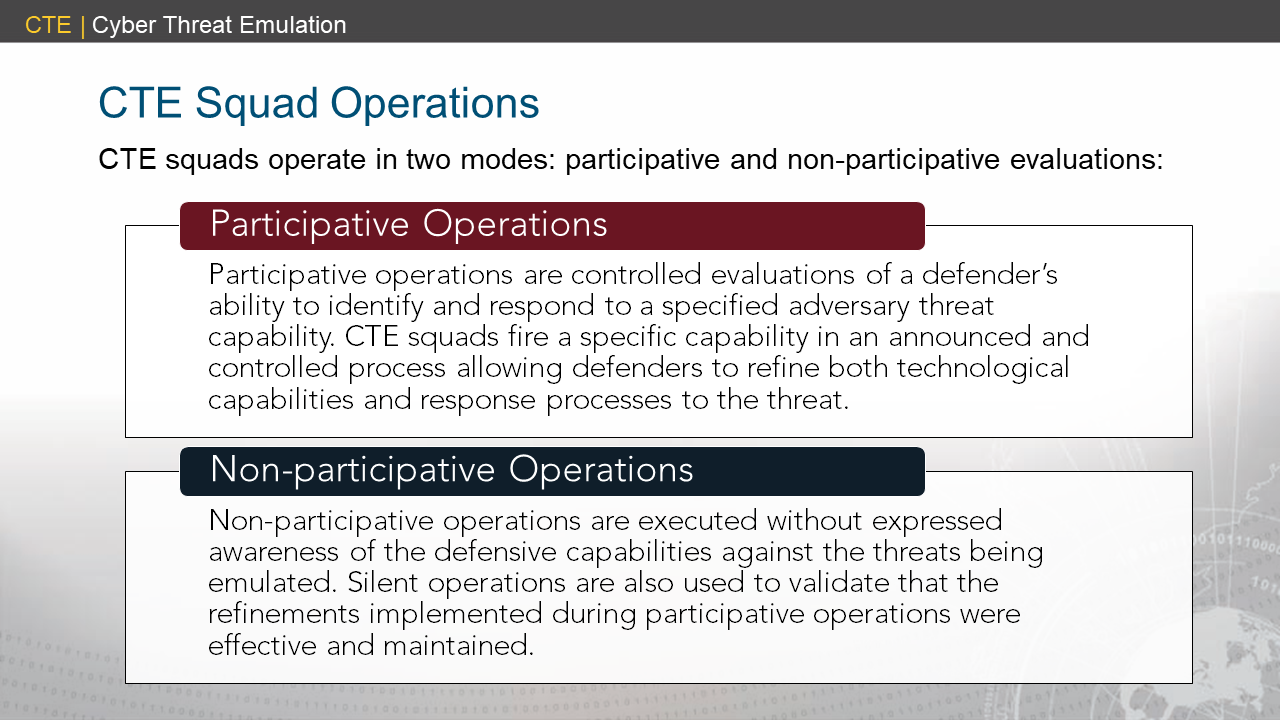 CTE | Cyber Threat Emulation
CTE Squad Operations
CTE squads operate in two modes: participative and non-participative evaluations:
Participative Operations
Participative operations are controlled evaluations of a defender’s
ability to identify and respond to a specified adversary threat
capability. CTE squads fire a specific capability in an announced and
controlled process allowing defenders to refine both technological
capabilities and response processes to the threat.
Non-participative Operations
Non-participative operations are executed without expressed
awareness of the defensive capabilities against the threats being
emulated. Silent operations are also used to validate that the
refinements implemented during participative operations were
effective and maintained.